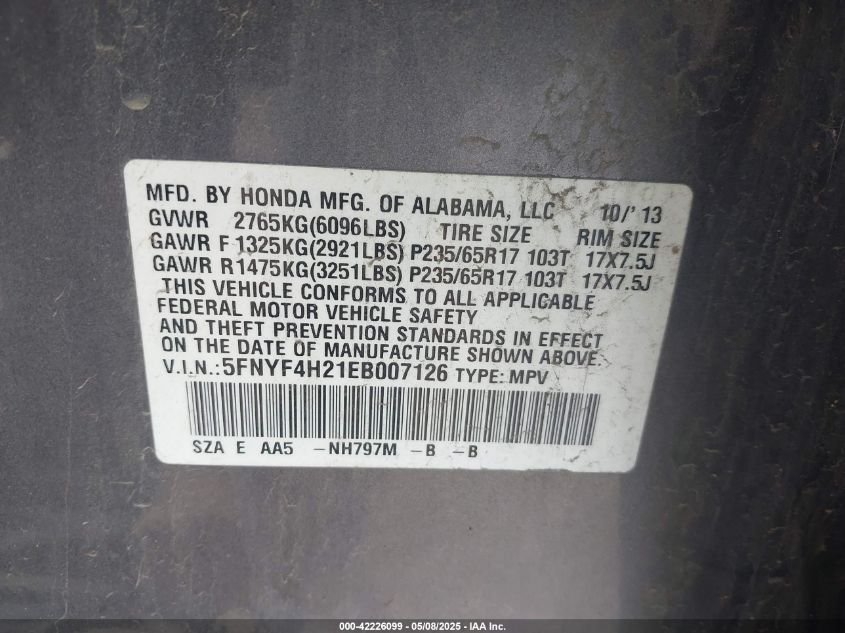 MFD. BY HONDA MFG. OF ALABAMA, LLC 10/'13
GVWR 2765KG(6096LBS) TIRE SIZE RIM SIZE
GAWR F 1325KG(2921LBS) P235/65R17 103T 17X7.5J
GAWR R1475KG(3251LBS) P235/65R17 103T 17X7.5J
THIS VEHICLE CONFORMS TO ALL APPLICABLE
FEDERAL MOTOR VEHICLE SAFETY
AND THEFT PREVENTION STANDARDS IN EFFECT
ON THE DATE OF MANUFACTURE SHOWN ABOVE.
V.I.N.:5FNYF4H21EB007126 TYPE: MPV
SZA E AA5 -NH797M -B -B
000-42226099 - 05/08/2025 - IAA Inc.